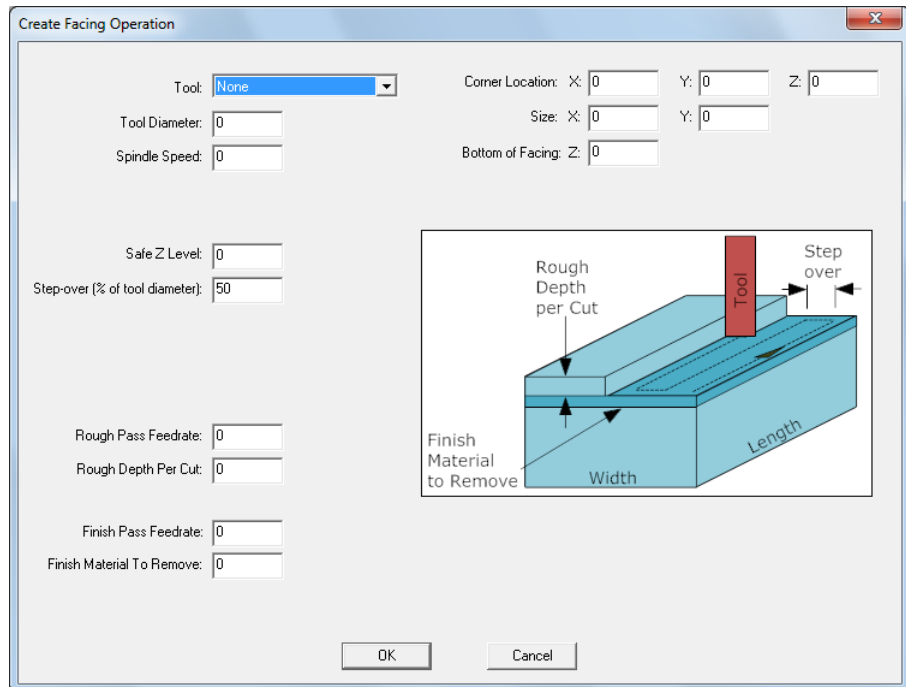 Create Facing Operation
Tool: None
Tool Diameter: 0
Spindle Speed: 0
Corner Location: X: 0 Y: 0 Z: 0
Size: X: 0 Y: 0
Bottom of Facing: Z: 0
Safe Z Level: 0
Step-over (% of tool diameter): 50
Rough Pass Feedrate: 0
Rough Depth Per Cut: 0
Finish Pass Feedrate: 0
Finish Material To Remove: 0
Rough
Depth
per Cut
Tool
Step
over
Finish
Material
to Remove
Width
Length
OK
Cancel